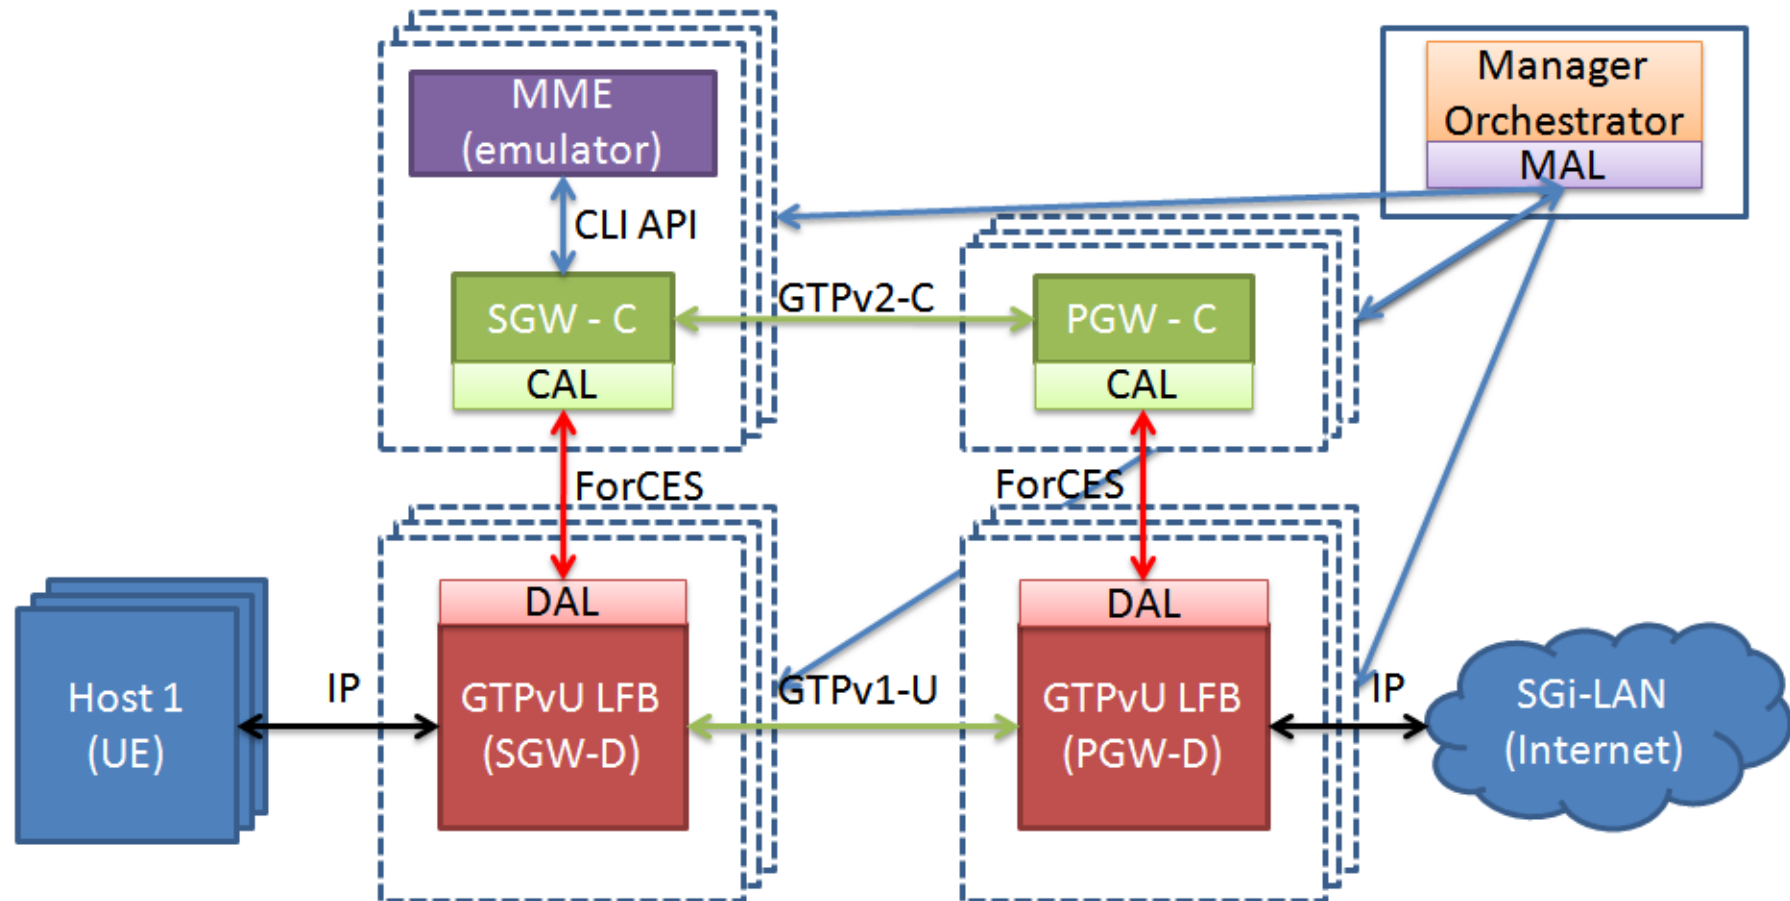 MME
(emulator)
Manager
Orchestrator
MAL
CLI API
SGW - C
GTPv2-C
PGW - C
CAL
CAL
ForCES
ForCES
DAL
DAL
Host 1
(UE)
IP
GTPvU LFB
(SGW-D)
GTPv1-U
GTPvU LFB
(PGW-D)
IP
SGi-LAN
(Internet)